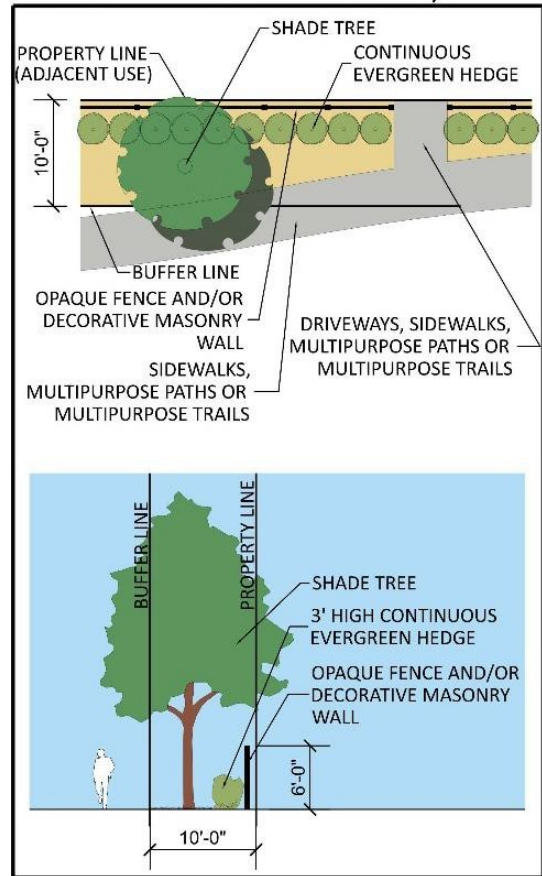 SHADE TREE
PROPERTY LINE
(ADJACENT USE)
CONTINUOUS
EVERGREEN HEDGE
10'-0"
BUFFER LINE
OPAQUE FENCE AND/OR
DECORATIVE MASONRY
WALL
DRIVEWAYS, SIDEWALKS,
MULTIPURPOSE PATHS OR
MULTIPURPOSE TRAILS
SIDEWALKS,
MULTIPURPOSE PATHS OR
MULTIPURPOSE TRAILS
BUFFER LINE
PROPERTY LINE
SHADE TREE
3' HIGH CONTINUOUS
EVERGREEN HEDGE
OPAQUE FENCE AND/OR
DECORATIVE MASONRY
WALL
6'-0"
10'-0"